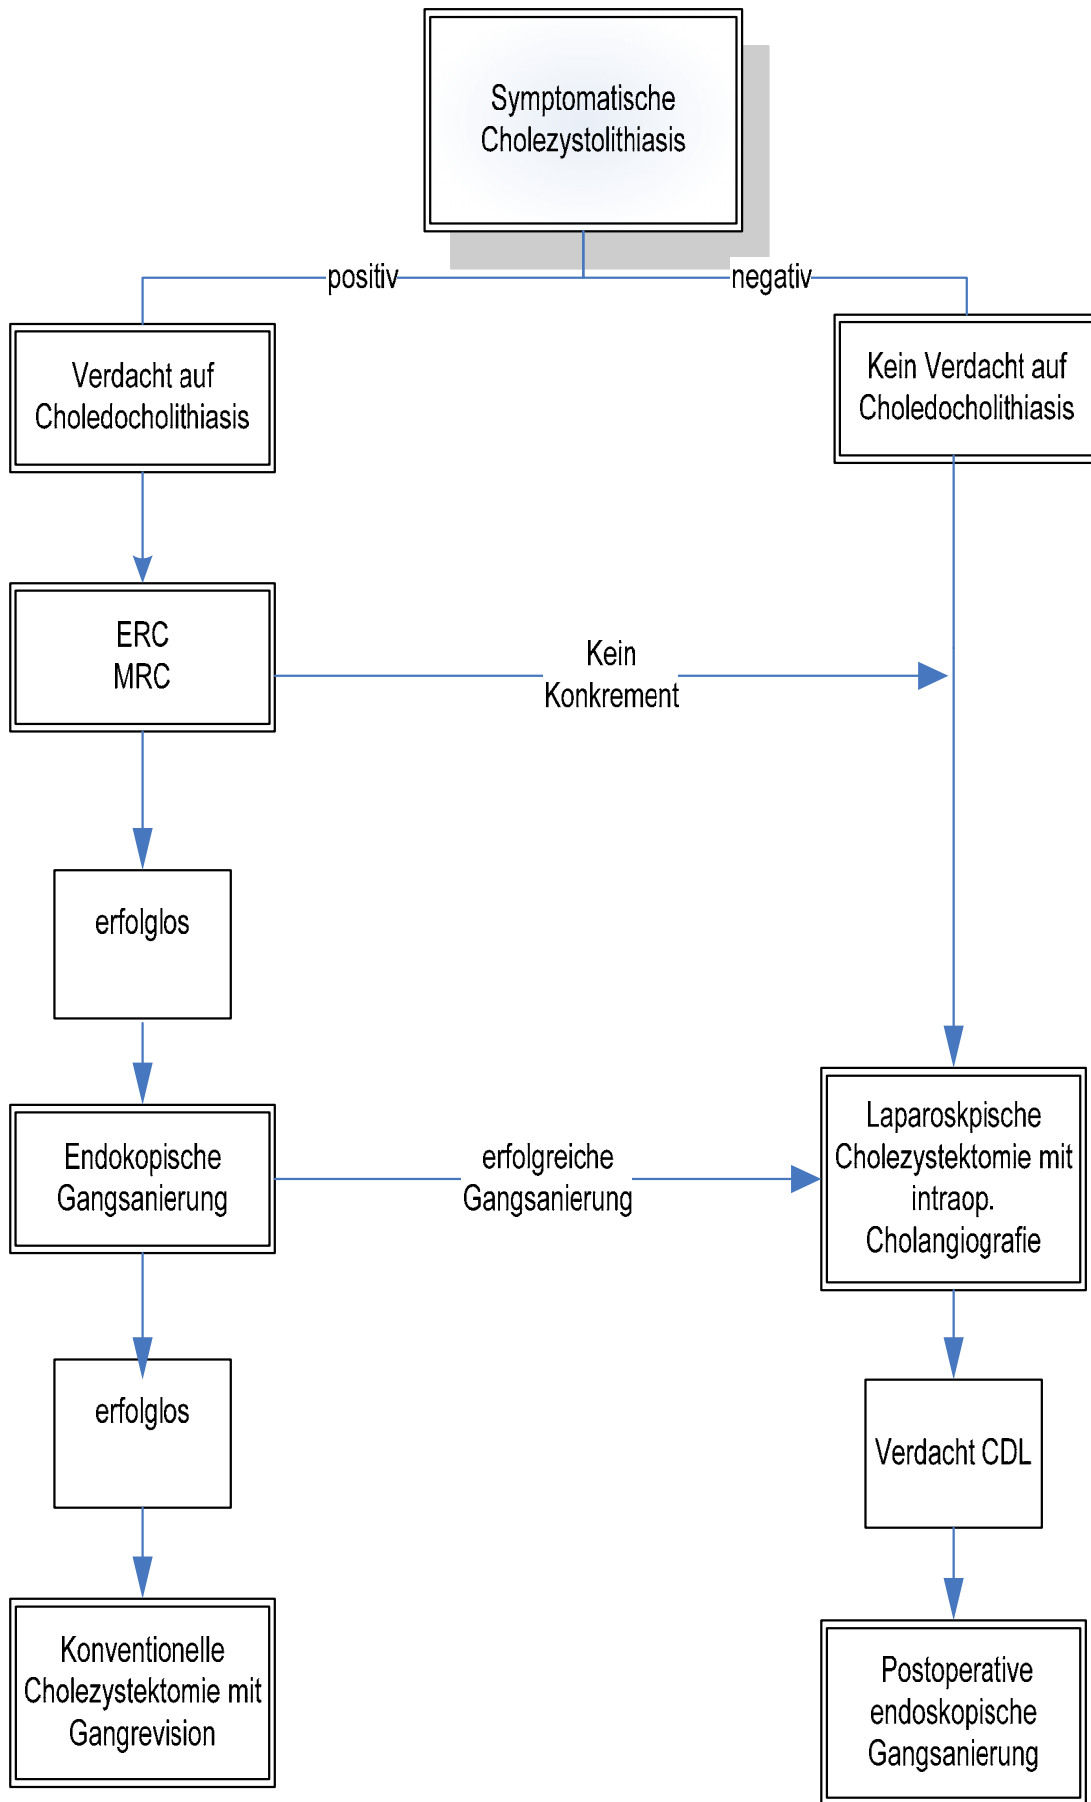 Symptomatische
Cholezystolithiasis
positiv
negativ
Verdacht auf
Choledocholithiasis
Kein Verdacht auf
Choledocholithiasis
ERC
MRC
Kein
Konkrement
erfolglos
Endokopische
Gangsanierung
erfolgreiche
Gangsanierung
Laparoskpische
Cholezystektomie mit
intraop.
Cholangiografie
erfolglos
Verdacht CDL
Konventionelle
Cholezystektomie mit
Gangrevision
Postoperative
endoskopische
Gangsanierung